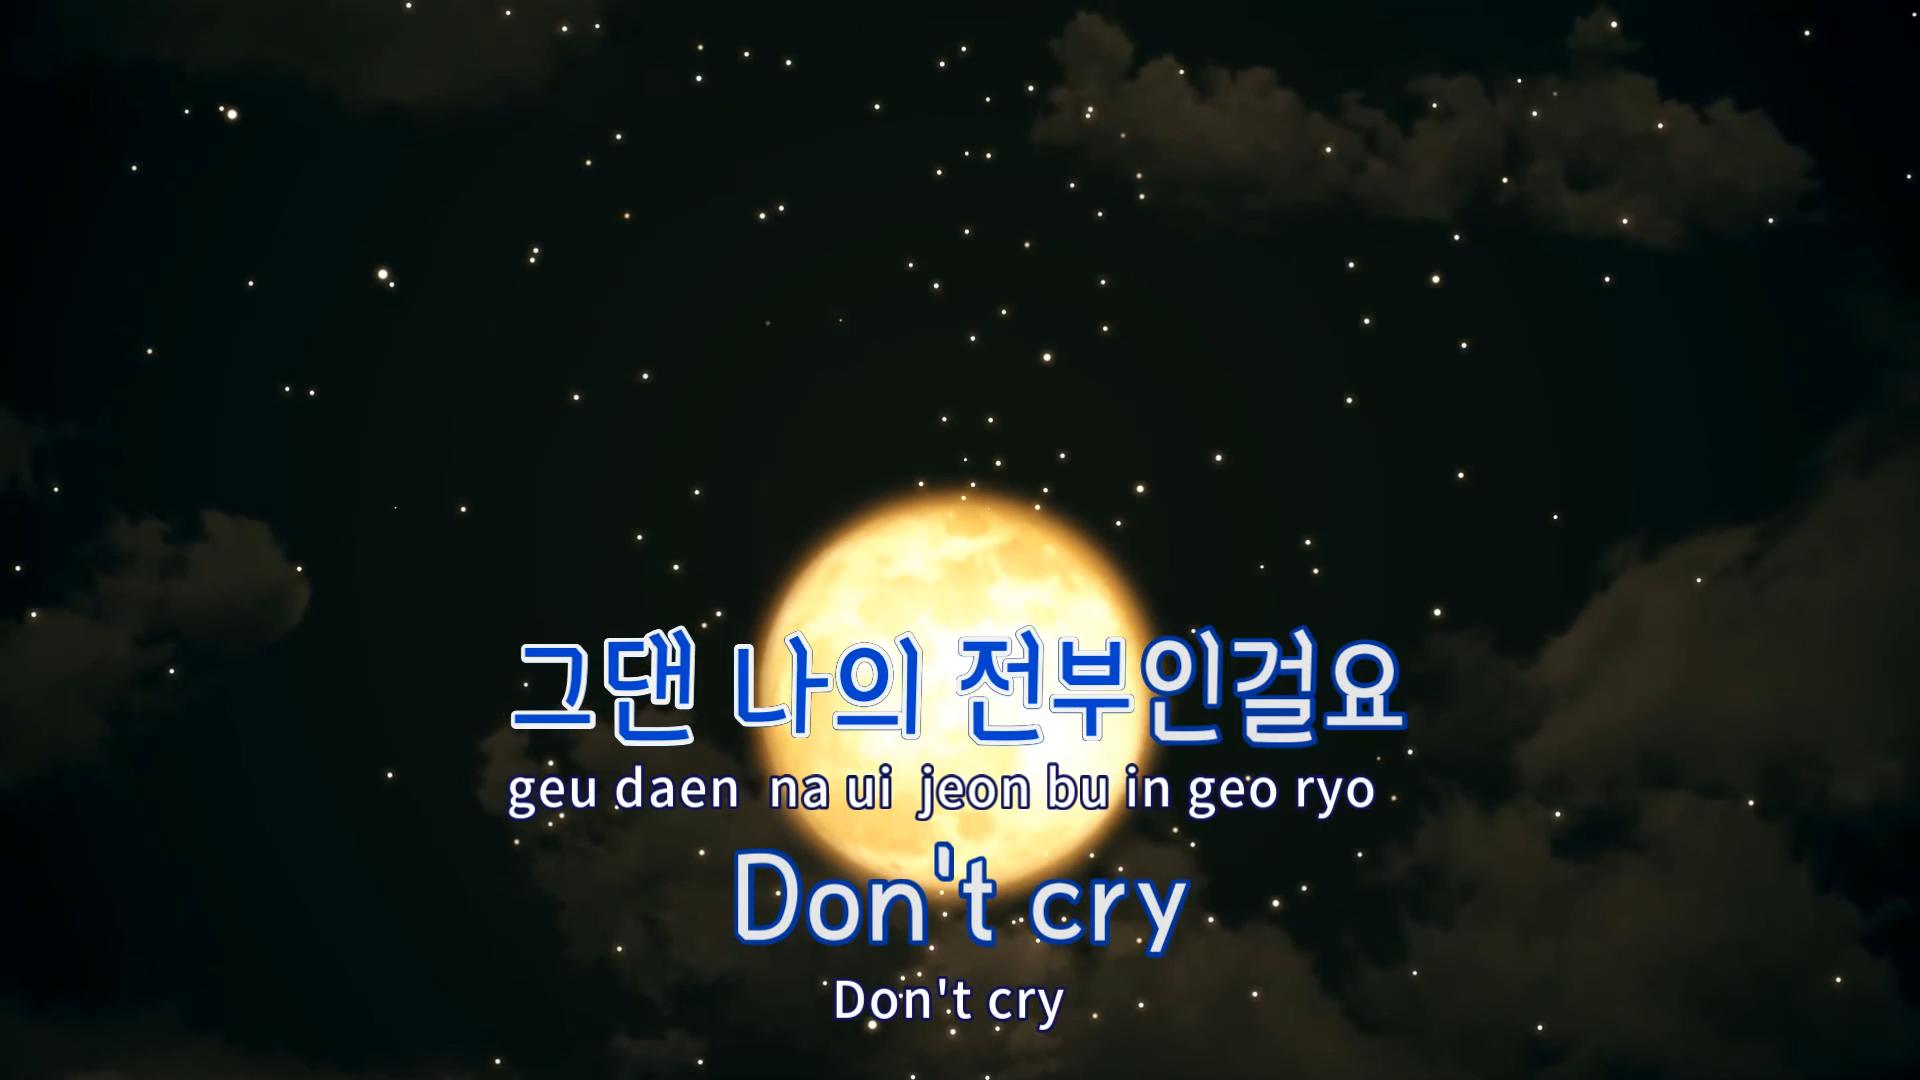 그댄 나의 전부인걸요
geu daen na ui jeon bu in geo ryo
Don't cry
Don't cry